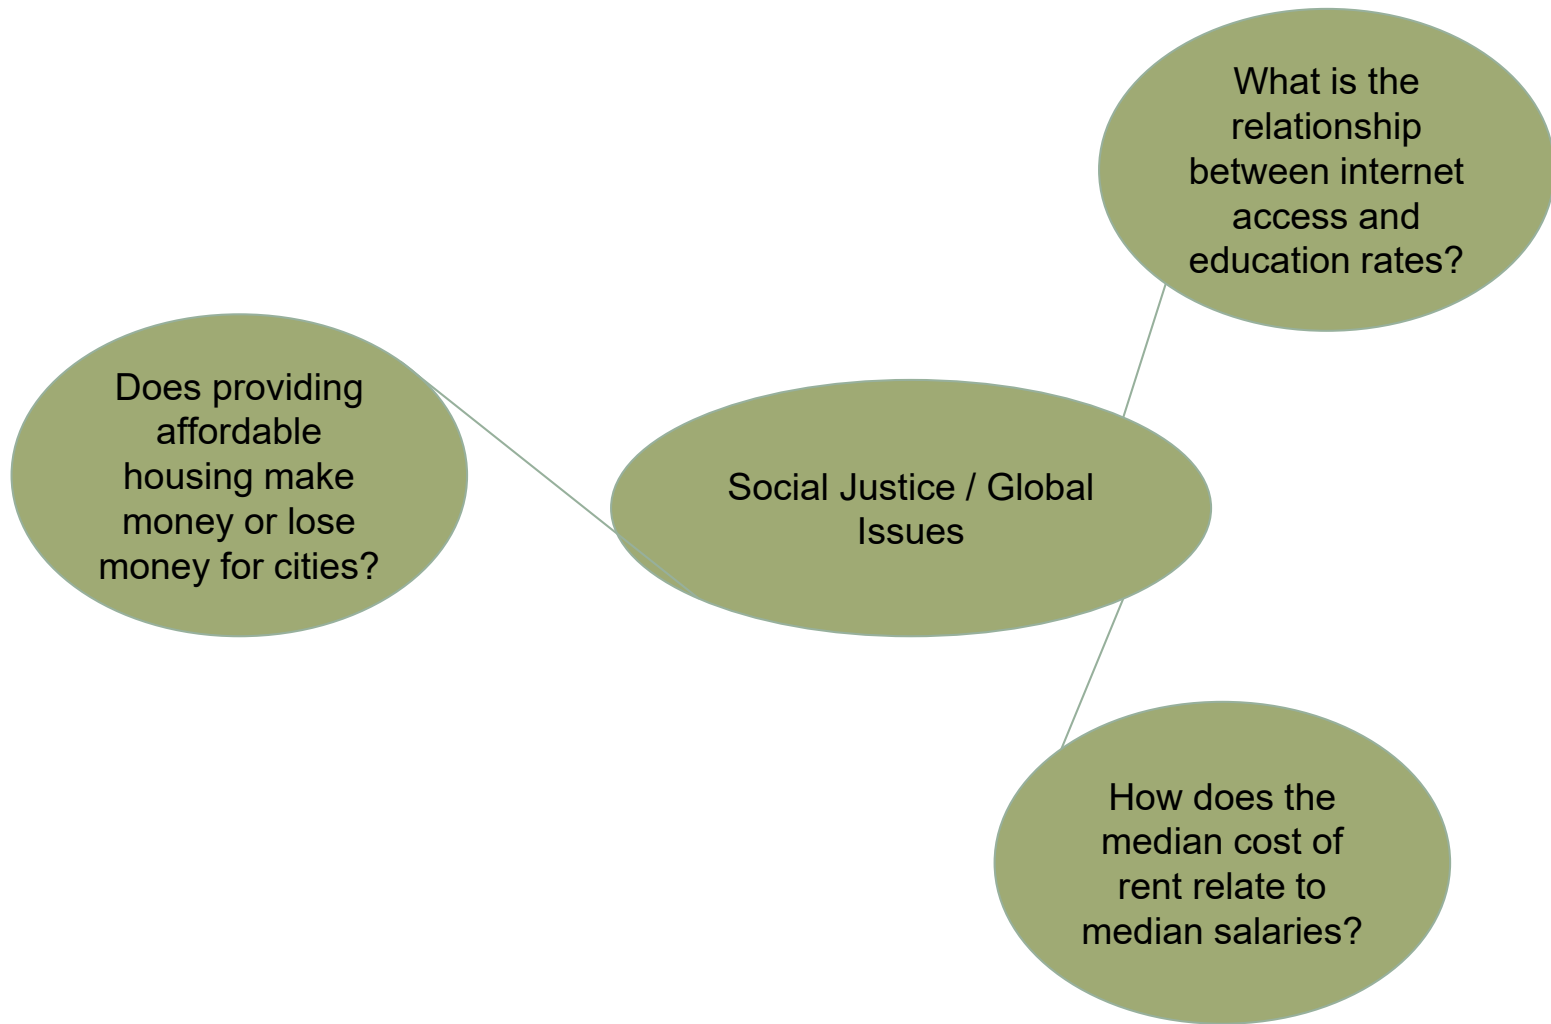 What is the
relationship
between internet
access and
education rates?
Does providing
affordable
housing make
money or lose
money for cities?
Social Justice / Global
Issues
How does the
median cost of
rent relate to
median salaries?